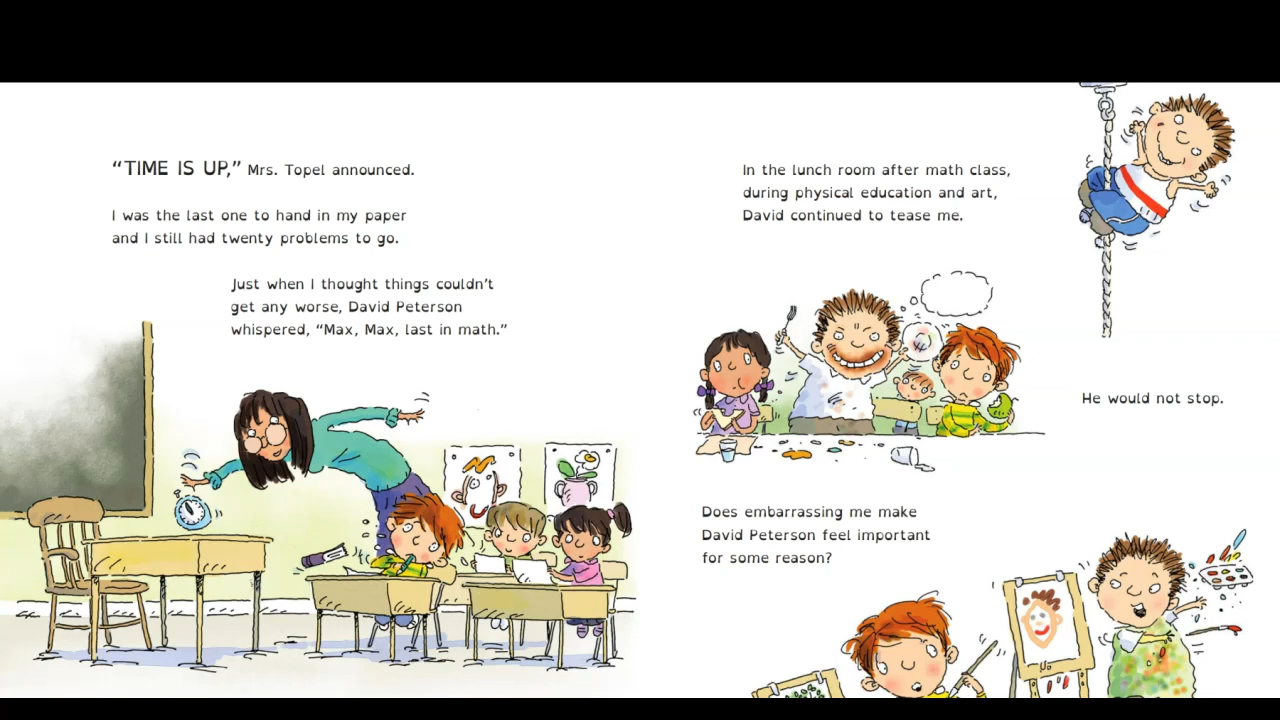 “TIME IS UP,” Mrs. Topel announced.
I was the last one to hand in my paper
and I still had twenty problems to go.
Just when I thought things couldn’t
get any worse, David Peterson
whispered, “Max, Max, last in math.”
In the lunch room after math class,
during physical education and art,
David continued to tease me.
He would not stop.
Does embarrassing me make
David Peterson feel important
for some reason?